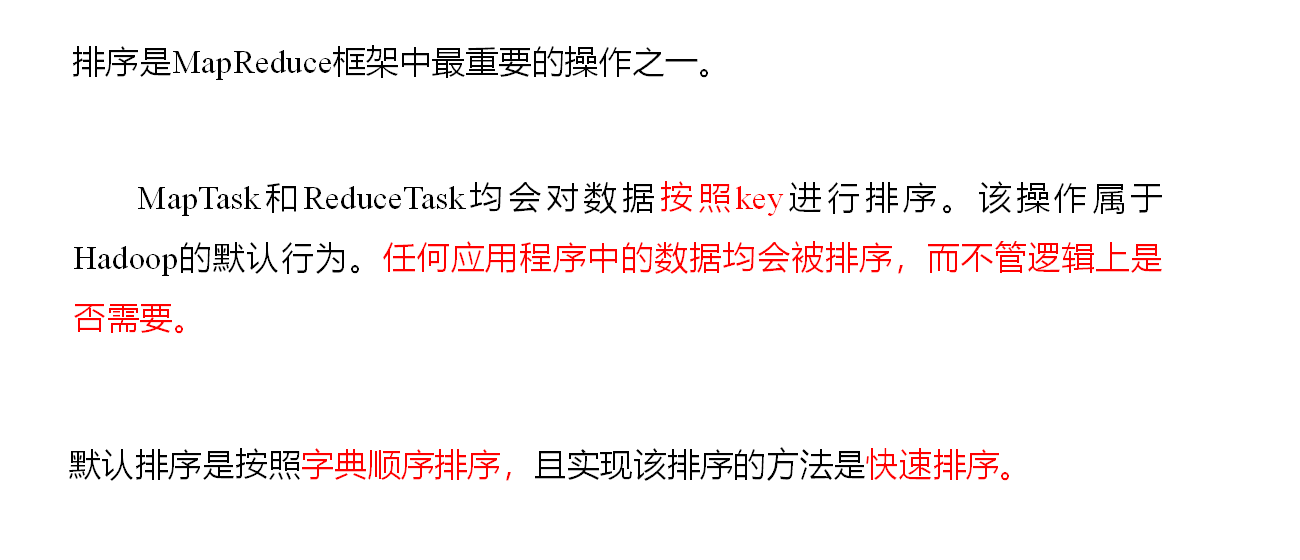 排序是MapReduce框架中最重要的操作之一。
MapTask和ReduceTask均会对数据按照key进行排序。该操作属于
Hadoop的默认行为。任何应用程序中的数据均会被排序，而不管逻辑上是
否需要。
默认排序是按照字典顺序排序，且实现该排序的方法是快速排序。